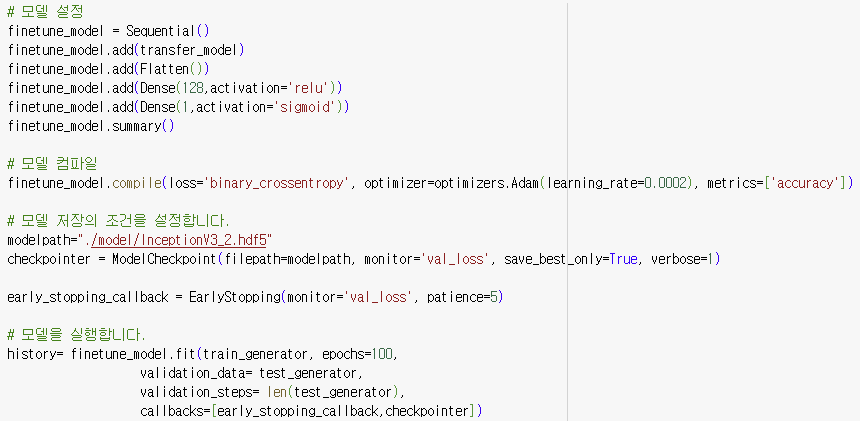 # 모델 설정
finetune_model = Sequential()
finetune_model.add(transfer_model)
finetune_model.add(Flatten())
finetune_model.add(Dense(128,activation='relu'))
finetune_model.add(Dense(1,activation='sigmoid'))
finetune_model.summary()
# 모델 컴파일
finetune_model.compile(loss='binary_crossentropy', optimizer=optimizers.Adam(learning_rate=0.0002), metrics=['accuracy'])
# 모델 저장의 조건을 설정합니다.
modelpath="./model/InceptionV3_2.hdf5"
checkpointer = ModelCheckpoint(filepath=modelpath, monitor='val_loss', save_best_only=True, verbose=1)
early_stopping_callback = EarlyStopping(monitor='val_loss', patience=5)
# 모델을 실행합니다.
history= finetune_model.fit(train_generator, epochs=100,
validation_data= test_generator,
validation_steps= len(test_generator),
callbacks=[early_stopping_callback,checkpointer])